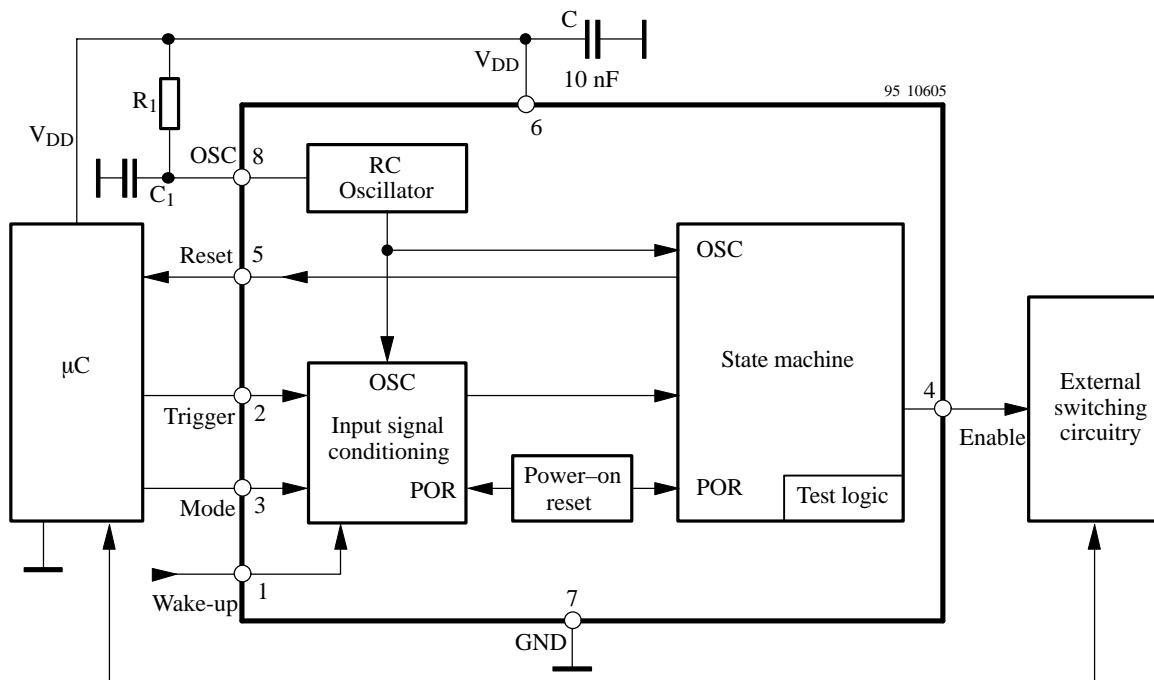 C
V_DD
10 nF
95 10605
R_1
6
V_DD
OSC
8
RC
Oscillator
C_1
Reset
5
OSC
µC
State machine
OSC
4
External
switching
circuitry
Trigger
2
Input signal
conditioning
Enable
Power–on
reset
POR
POR
Test logic
Mode
3
Wake-up
1
7
GND